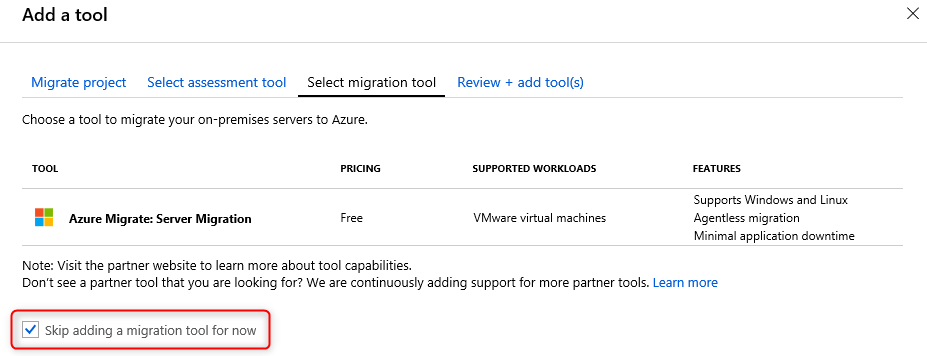 Add a tool
Migrate project Select assessment tool Select migration tool Review + add tool(s)
Choose a tool to migrate your on-premises servers to Azure.
TOOL PRICING SUPPORTED WORKLOADS FEATURES
Supports Windows and Linux
Azure Migrate: Server Migration Free VMware virtual machines Agentless migration
Minimal application downtime
Note: Visit the partner website to learn more about tool capabilities.
Don't see a partner tool that you are looking for? We are continuously adding support for more partner tools. Learn more
Skip adding a migration tool for now